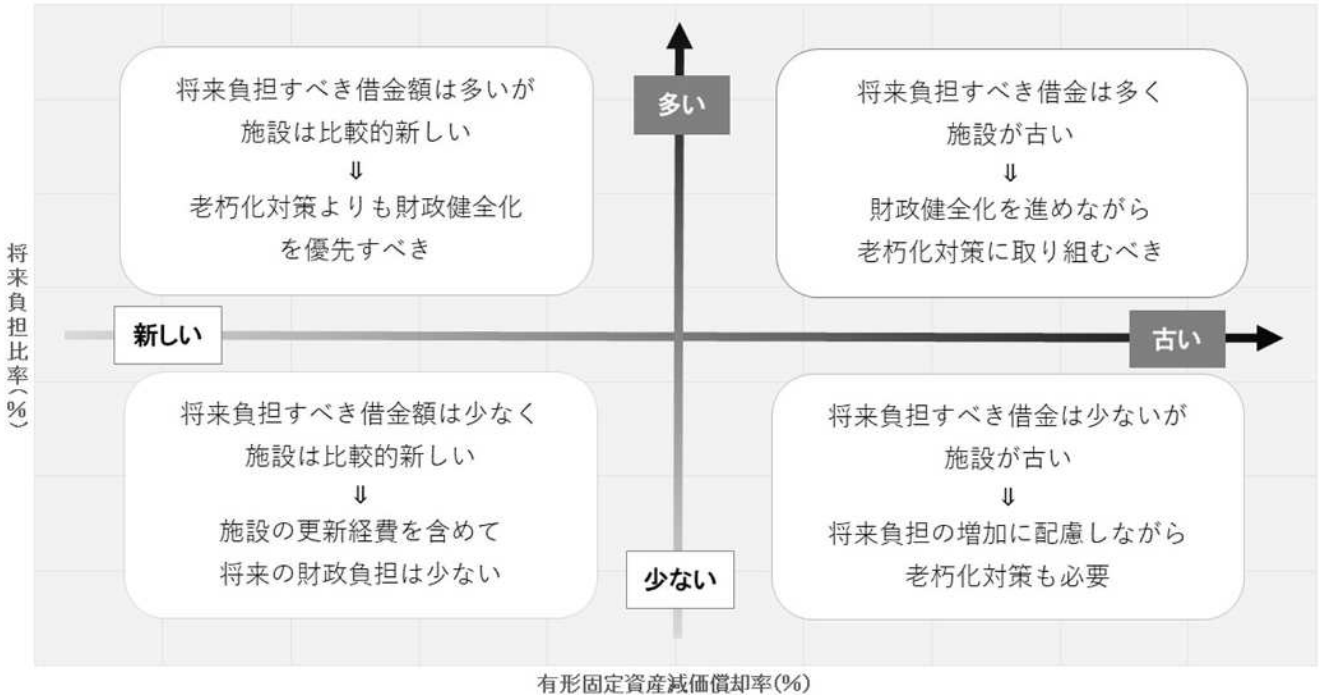 将来負担すべき借金額は多いが
施設は比較的新しい
⇓
老朽化対策よりも財政健全化
を優先すべき
多い
将来負担すべき借金は多く
施設が古い
⇓
財政健全化を進めながら
老朽化対策に取り組むべき
将来負担比率(%)
新しい
古い
将来負担すべき借金額は少なく
施設は比較的新しい
⇓
施設の更新経費を含めて
将来の財政負担は少ない
少ない
将来負担すべき借金は少ないが
施設が古い
⇓
将来負担の増加に配慮しながら
老朽化対策も必要
有形固定資産減価償却率(%)